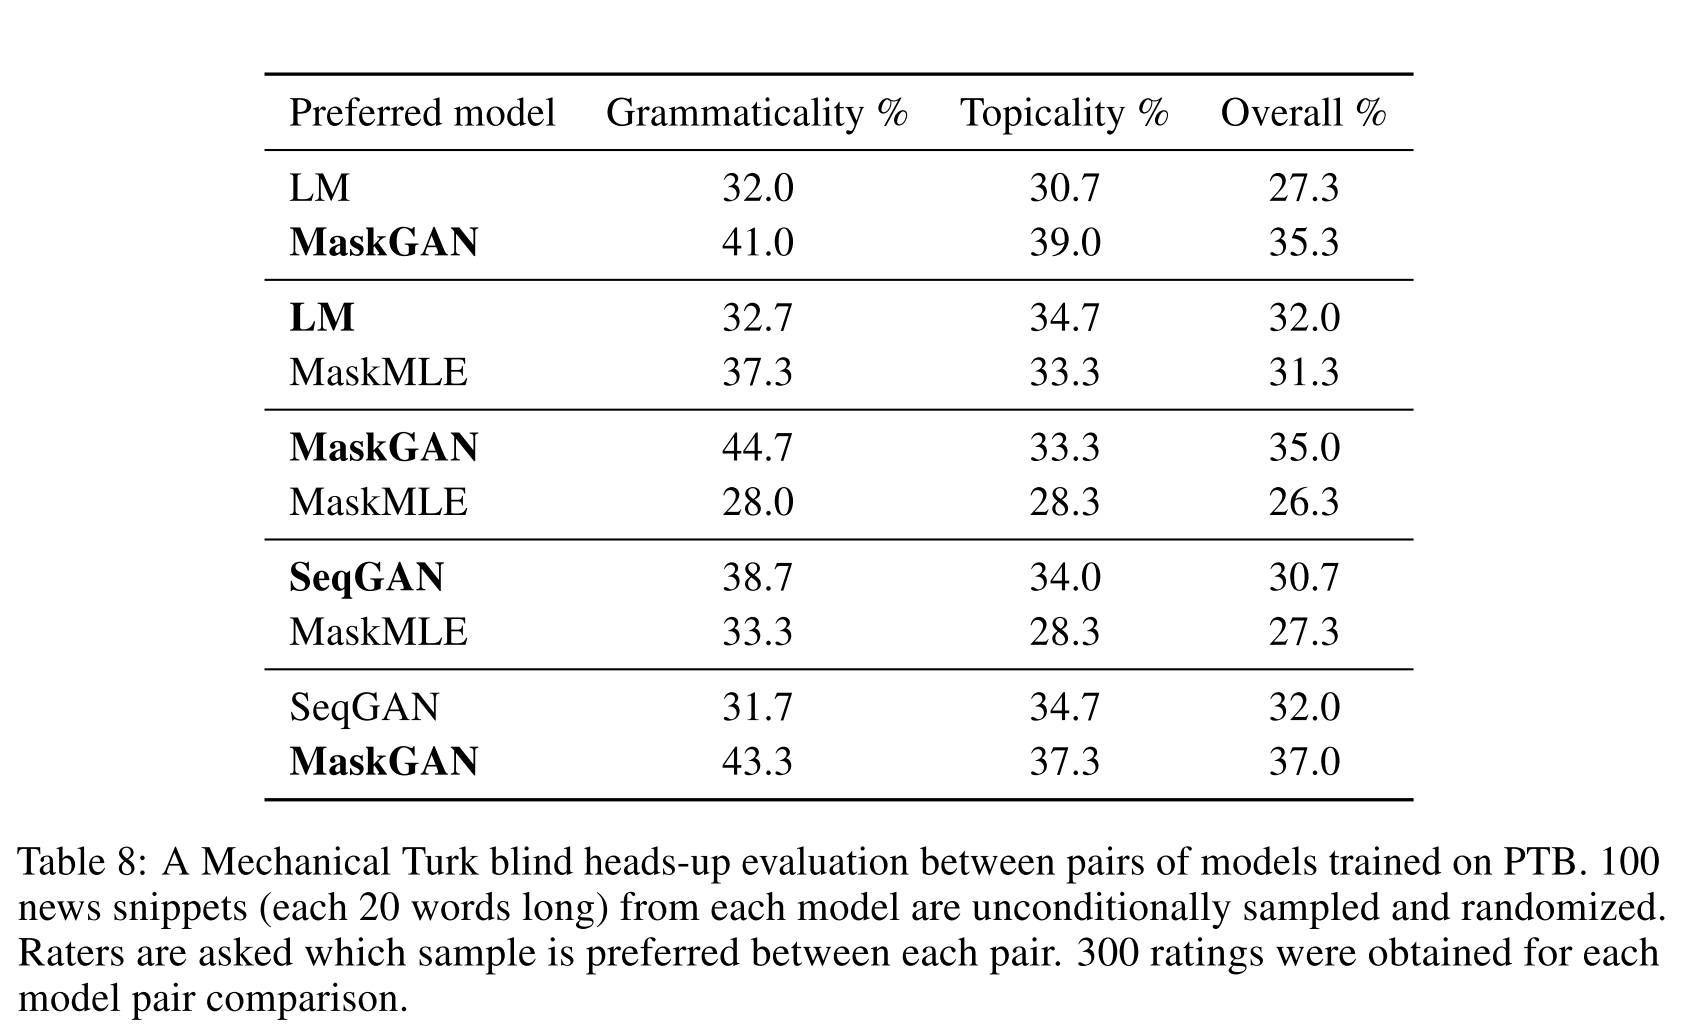 Preferred model Grammaticality % Topicality % Overall %
LM 32.0 30.7 27.3
MaskGAN 41.0 39.0 35.3
LM 32.7 34.7 32.0
MaskMLE 37.3 33.3 31.3
MaskGAN 44.7 33.3 35.0
MaskMLE 28.0 28.3 26.3
SeqGAN 38.7 34.0 30.7
MaskMLE 33.3 28.3 27.3
SeqGAN 31.7 34.7 32.0
MaskGAN 43.3 37.3 37.0
Table 8: A Mechanical Turk blind heads-up evaluation between pairs of models trained on PTB. 100
news snippets (each 20 words long) from each model are unconditionally sampled and randomized.
Raters are asked which sample is preferred between each pair. 300 ratings were obtained for each
model pair comparison.